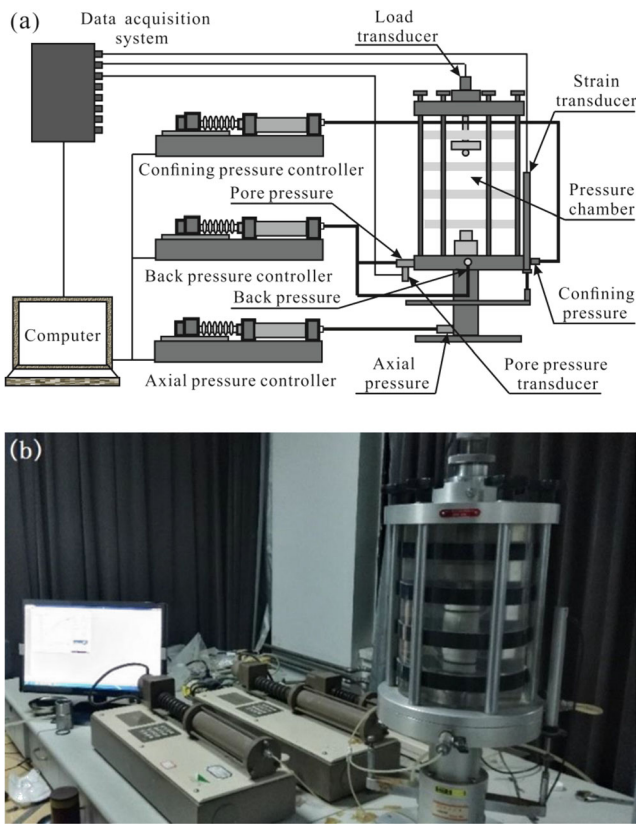 (a)
Data acquisition
system
Load
transducer
Strain
transducer
Confining pressure controller
Pore pressure
Pressure
chamber
Back pressure controller
Back pressure
Confining
pressure
Computer
Axial pressure controller
Axial
pressure
Pore pressure
transducer
(b)